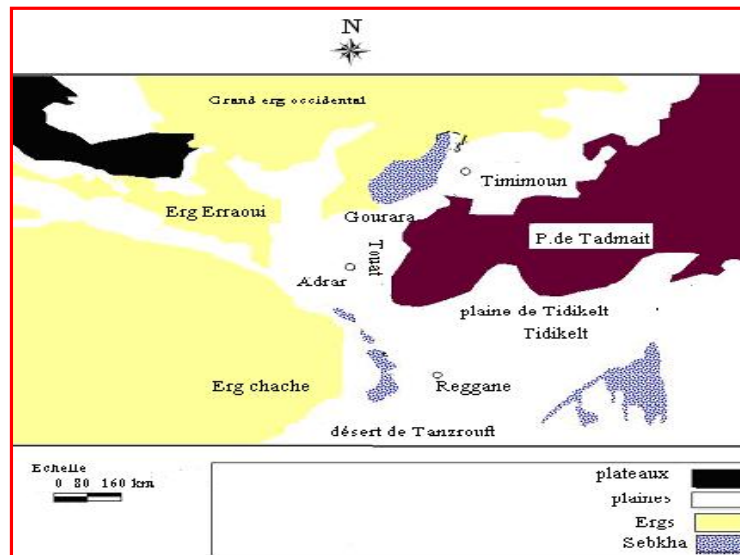 N
Grand erg occidental
Timimoun
Erg Erraoui
Gourara
Touat
P.de Tadmait
Adrar
plaine de Tidikelt
Tidikelt
Erg chache
Reggane
désert de Tanzrouft
Echelle
0 80 160 km
plateaux
plaines
Ergs
Sebkha